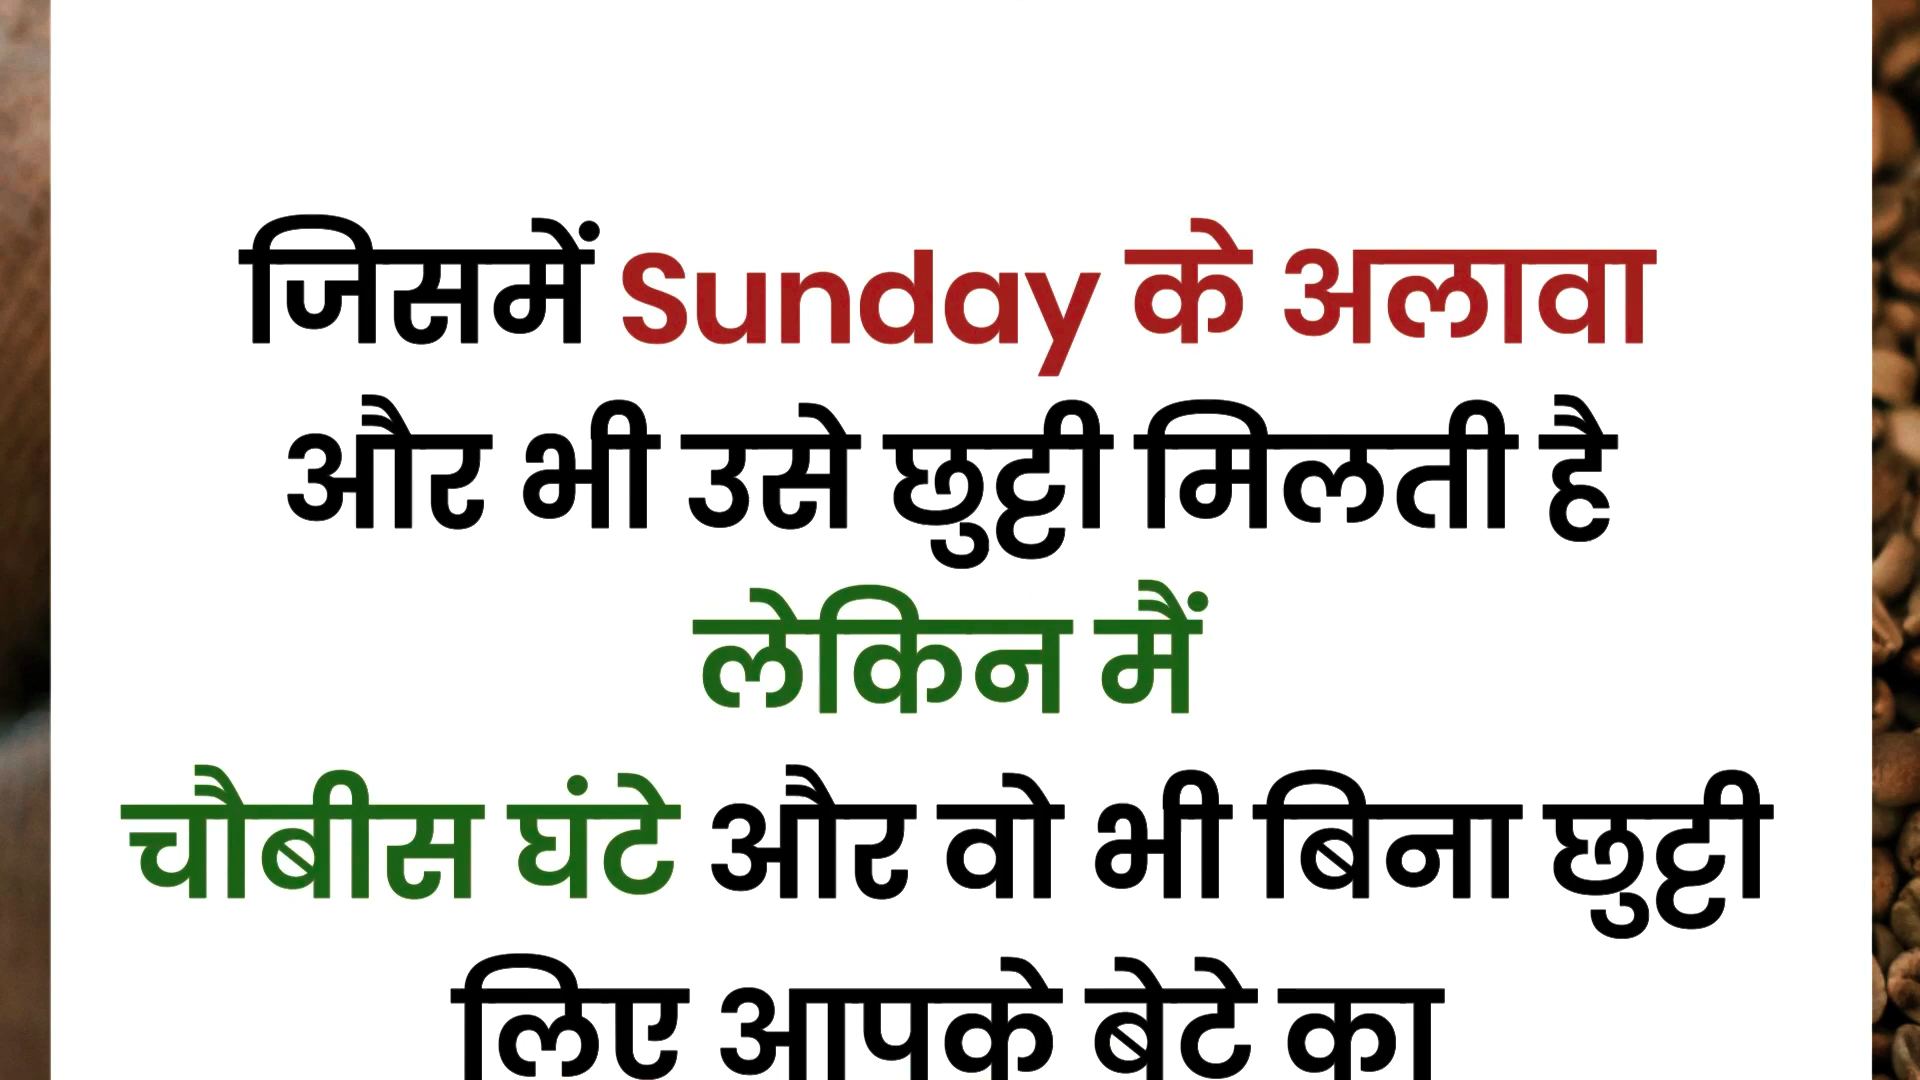 जिसमें Sunday के अलावा
और भी उसे छुट्टी मिलती है
लेकिन मैं
चौबीस घंटे और वो भी बिना छुट्टी
लिए आपके बेटे का